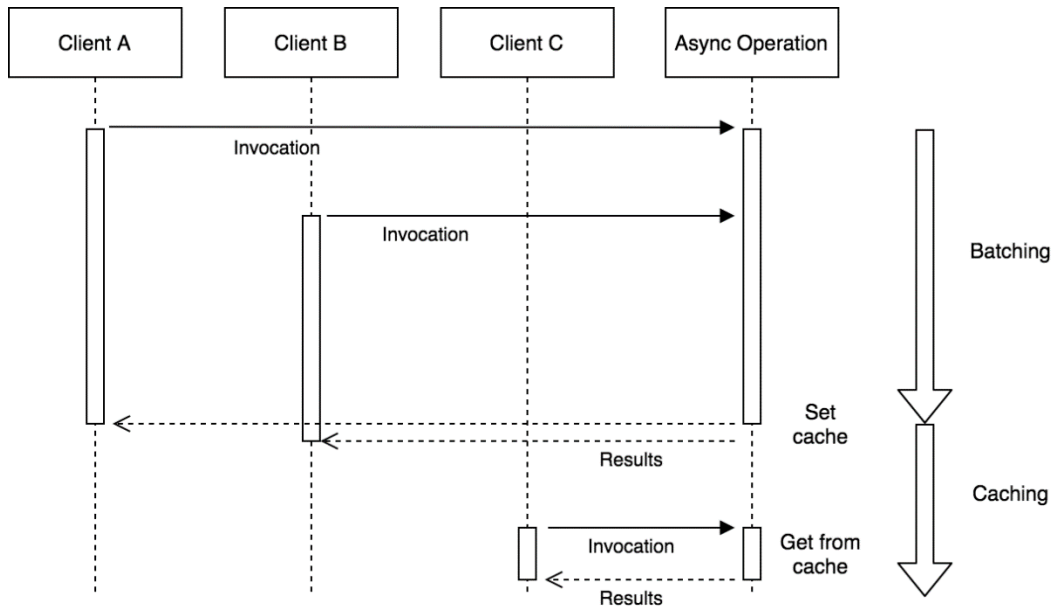 Client A
Client B
Client C
Async Operation
Invocation
Invocation
Batching
Set
cache
Results
Caching
Invocation
Get from
cache
Results